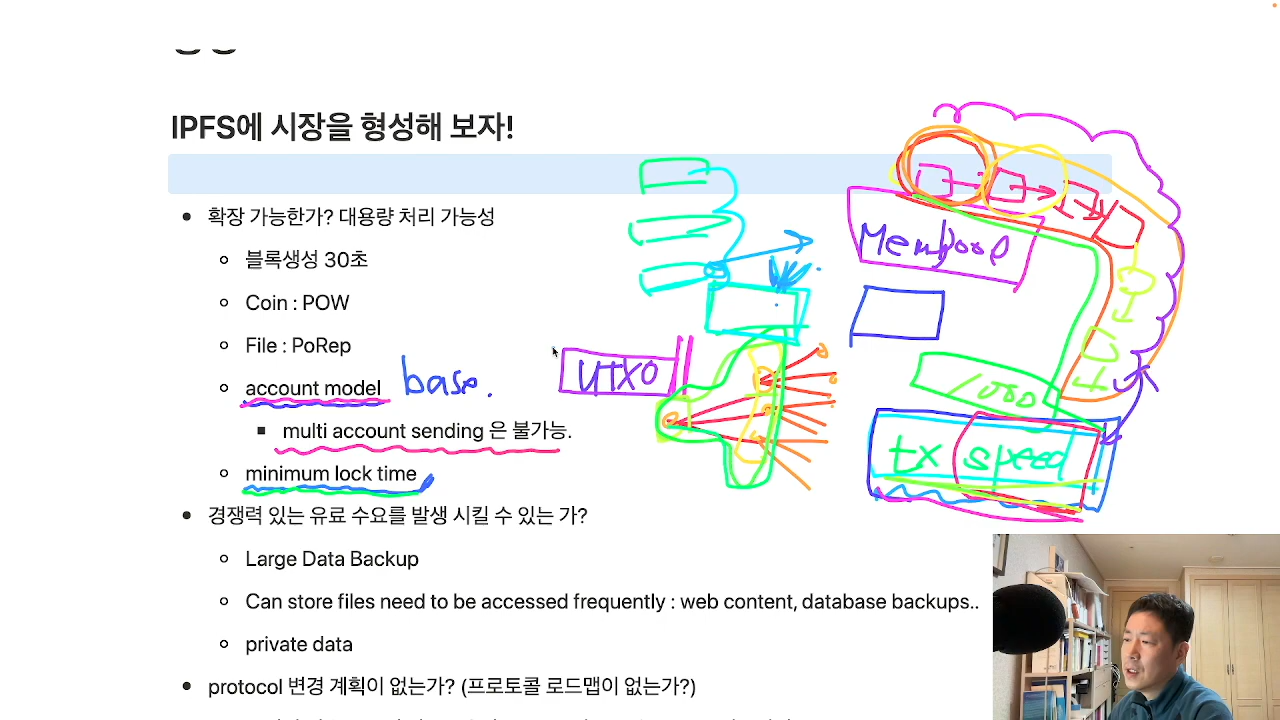 IPFS에 시장을 형성해 보자!
확장 가능한가? 대용량 처리 가능성
블록생성 30초
Coin : POW
File : PoRep
account model base.
multi account sending 은 불가능.
minimum lock time
경쟁력 있는 유료 수요를 발생 시킬 수 있는 가?
Large Data Backup
Can store files need to be accessed frequently : web content, database backups..
private data
protocol 변경 계획이 없는가? (프로토콜 로드맵이 없는가?)
Mempool
UTXO
1000
tx speed